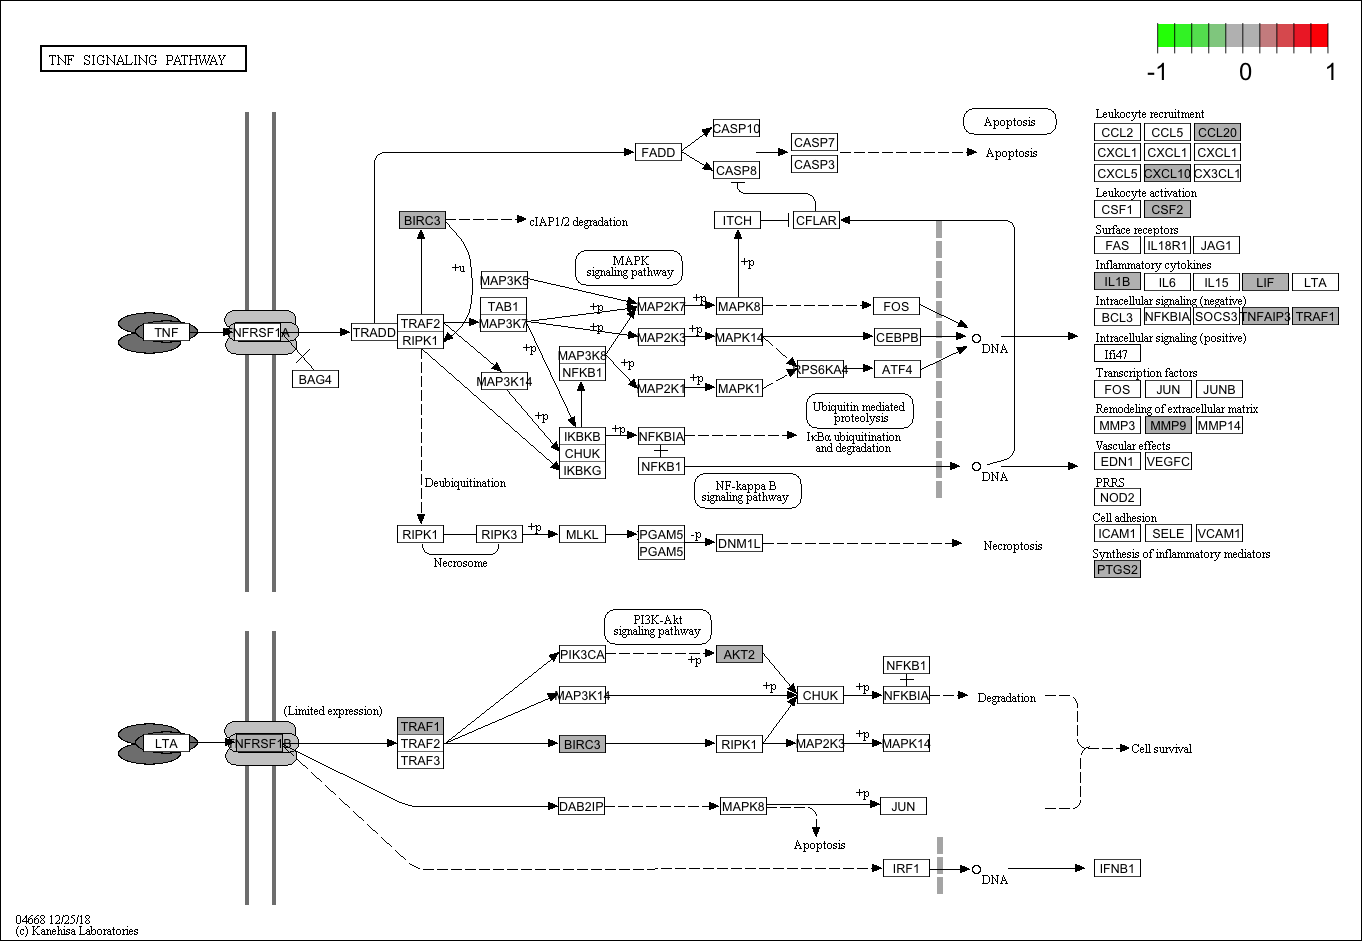 TNF SIGNALING PATHWAY
-1 0 1
Leukocyte recruitment
CCL2 CCL5 CCL20
CXCL1 CXCL1 CXCL1
CXCL5 CXCL10 CX3CL1
Leukocyte activation
CSF1 CSF2
Surface receptors
FAS IL18R1 JAG1
Inflammatory cytokines
IL1B IL6 IL15 LIF LTA
Intracellular signaling (negative)
BCL3 NFKBIA SOCS3 TNFAIP3 TRAF1
Intracellular signaling (positive)
Ifi47
Transcription factors
FOS JUN JUNB
Remodeling of extracellular matrix
MMP3 MMP9 MMP14
Vascular effects
EDN1 VEGFC
PRRS
NOD2
Cell adhesion
ICAM1 SELE VCAM1
Synthesis of inflammatory mediators
PTGS2
Apoptosis
CASP10
FADD
CASP7
Apoptosis
CASP3
CASP8
BIRC3
cIAP1/2 degradation
ITCH
CFLAR
+u
MAPK
signaling pathway
+p
MAP3K5
TAB1
MAP3K7
+p
MAP2K7
+p
MAPK8
FOS
TNF
NFRSF1A
TRADD
TRAF2
RIPK1
+p
MAP2K3
+p
MAPK14
CEBPB
DNA
+p
MAP3K8
NFKB1
+p
RPS6KA4
ATF4
BAG4
MAP3K14
MAP2K1
+p
MAPK1
+p
Ubiquitin mediated
proteolysis
IKBKB
CHUK
IKBKG
+p
NFKBIA
IκBα ubiquitination
and degradation
NFKB1
DNA
Deubiquitination
NF-kappa B
signaling pathway
RIPK1
RIPK3
+p
MLKL
PGAM5
PGAM5
-p
DNM1L
Necroptosis
Necrosome
PI3K-Akt
signaling pathway
PIK3CA
+p
AKT2
NFKB1
MAP3K14
+p
CHUK
+p
NFKBIA
Degradation
(Limited expression)
LTA
NFRSF1B
TRAF1
TRAF2
TRAF3
BIRC3
RIPK1
MAP2K3
+p
MAPK14
Cell survival
DAB2IP
MAPK8
+p
JUN
Apoptosis
IRF1
DNA
IFNB1
04668 12/25/18
(c) Kanehisa Laboratories